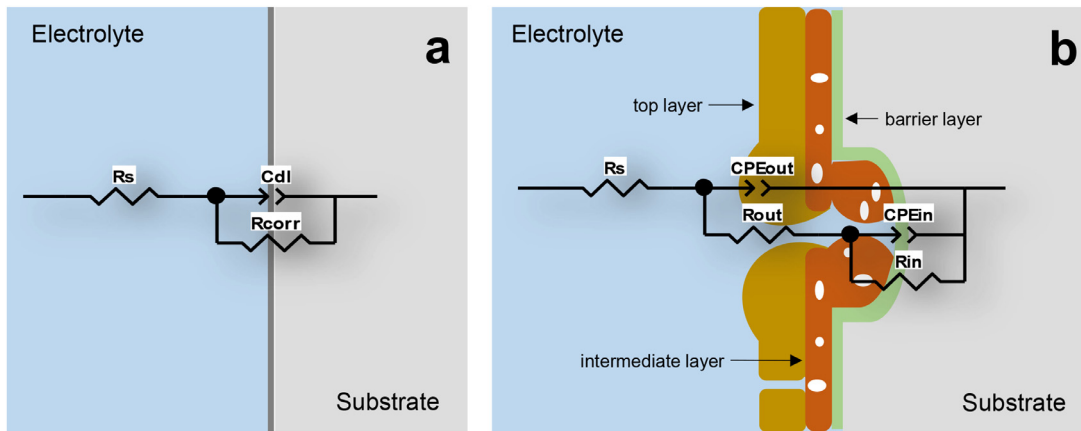 Electrolyte
a
Rs
Cdl
Rcorr
Substrate
Electrolyte
b
top layer
barrier layer
Rs
CPEout
Rout
CPEin
Rin
intermediate layer
Substrate